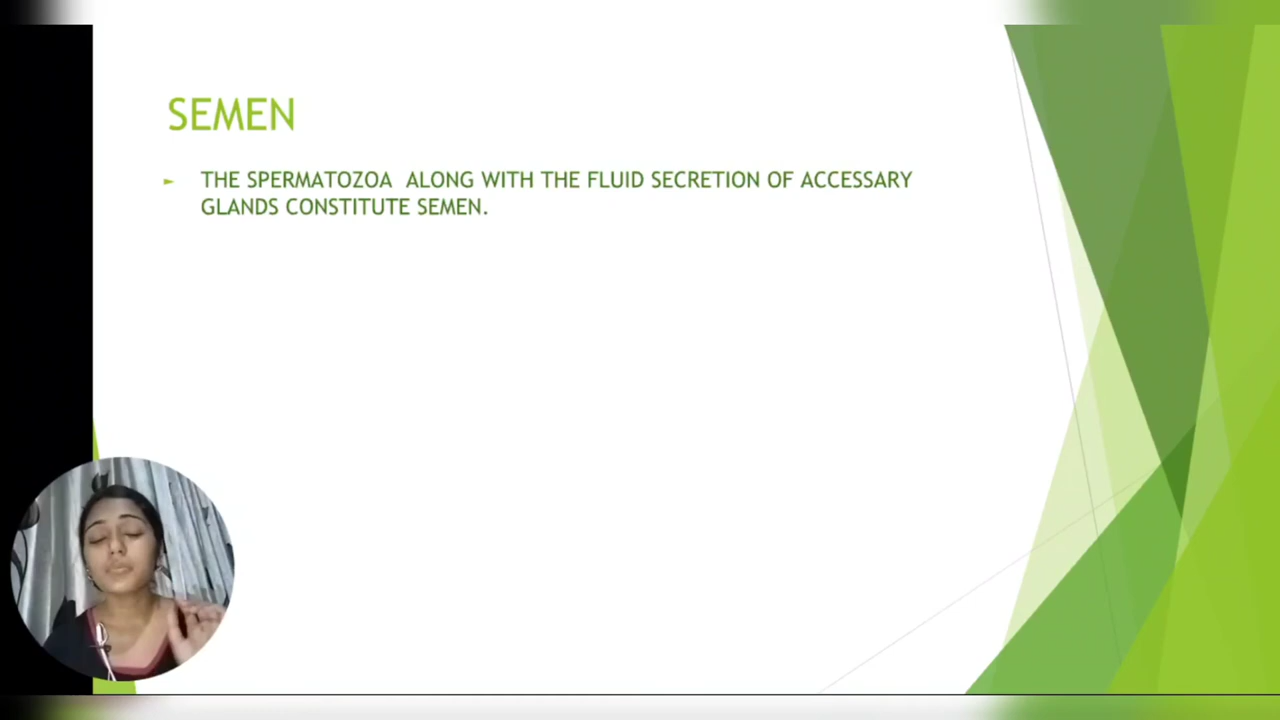 SEMEN
THE SPERMATOZOA ALONG WITH THE FLUID SECRETION OF ACCESSARY
GLANDS CONSTITUTE SEMEN.